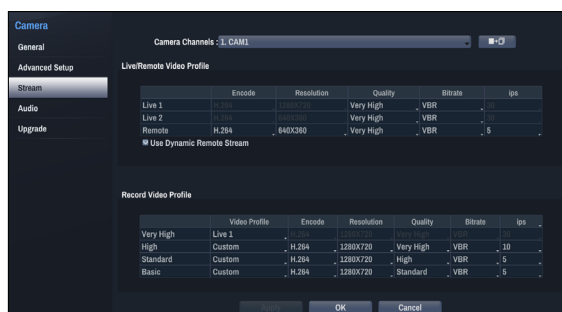 Camera
General
Advanced Setup
Stream
Audio
Upgrade
Camera Channels : 1. CAM1
Live/Remote Video Profile
Encode Resolution Quality Bitrate ips
Live 1 H.264 1280X720 Very High VBR 30
Live 2 H.264 640X360 Very High VBR 30
Remote H.264 640X360 Very High VBR 5
Use Dynamic Remote Stream
Record Video Profile
Video Profile Encode Resolution Quality Bitrate ips
Very High Live 1 H.264 1280X720 Very High VBR 30
High Custom H.264 1280X720 Very High VBR 10
Standard Custom H.264 1280X720 High VBR 5
Basic Custom H.264 1280X720 Standard VBR 5
Apply OK Cancel